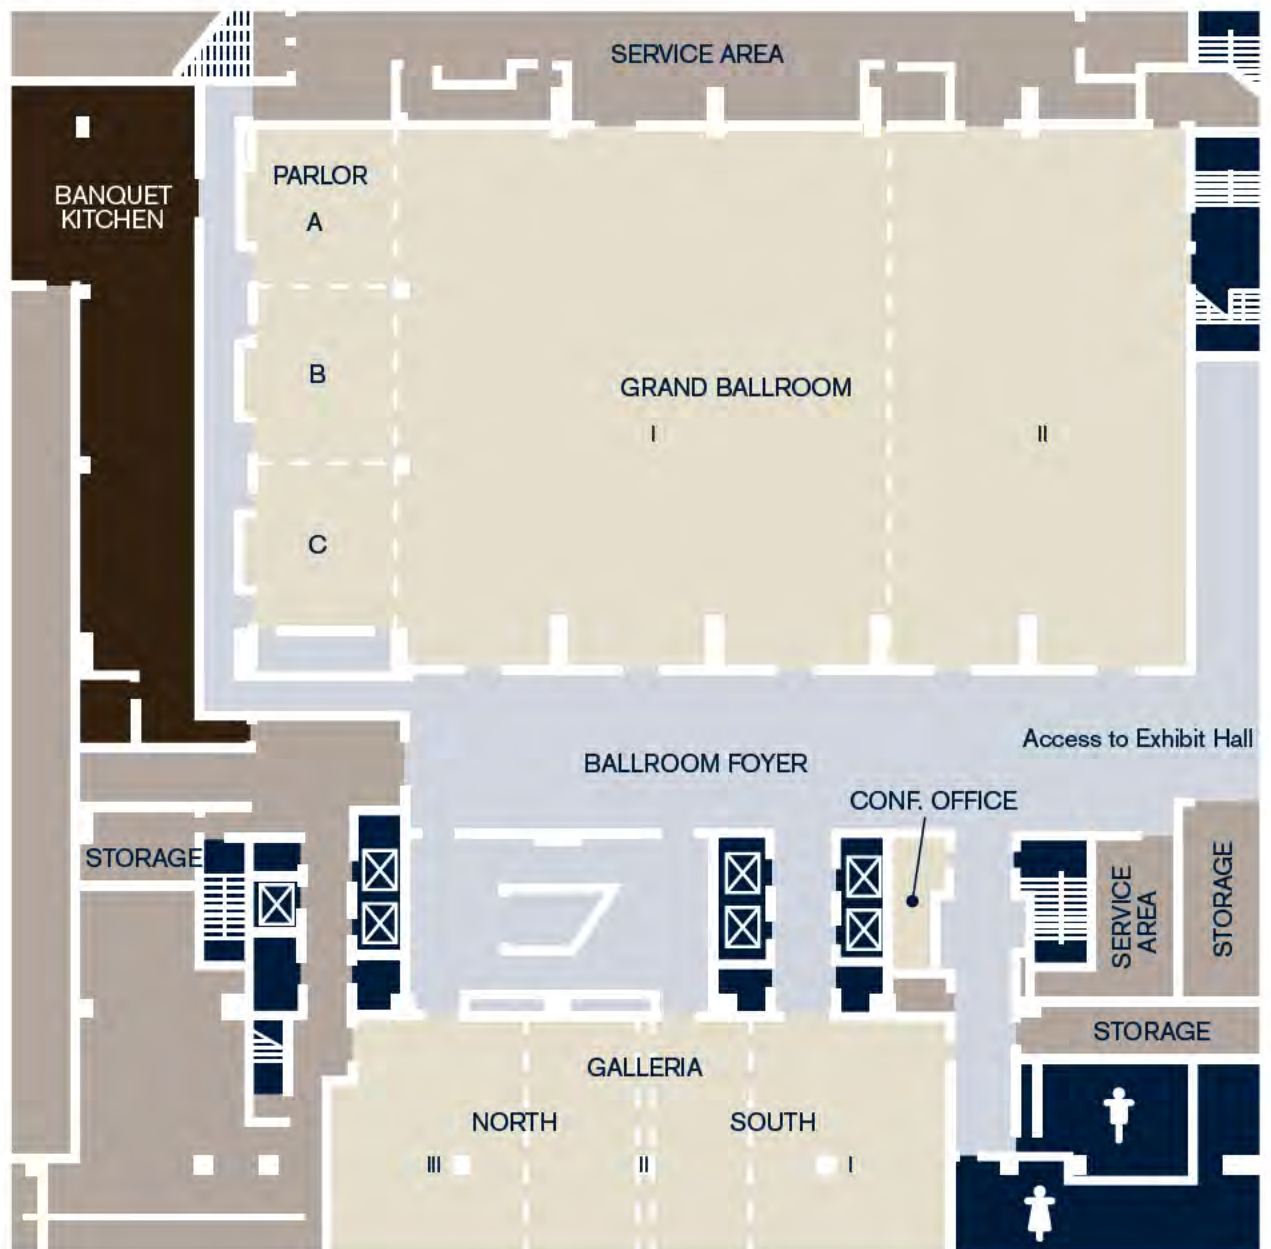 SERVICE AREA
PARLOR
A
BANQUET
KITCHEN
B
GRAND BALLROOM
I
II
C
Access to Exhibit Hall
BALLROOM FOYER
CONF. OFFICE
STORAGE
SERVICE
AREA
STORAGE
STORAGE
GALLERIA
NORTH
SOUTH
III
II
I